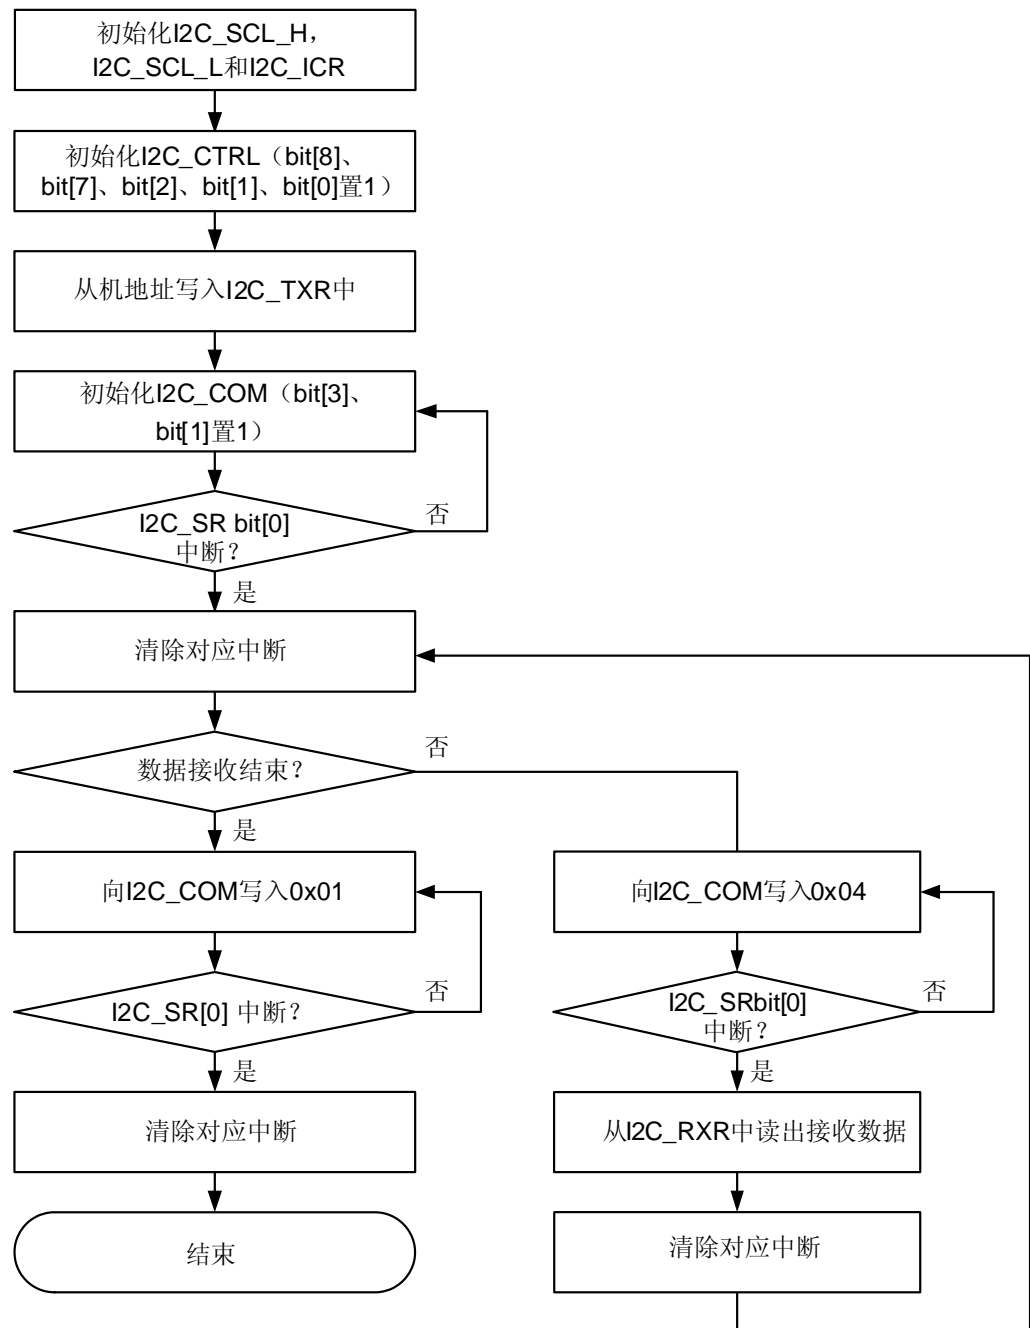 初始化I2C_SCL_H，
I2C_SCL_L和I2C_ICR
初始化I2C_CTRL（bit[8]、
bit[7]、bit[2]、bit[1]、bit[0]置1）
从机地址写入I2C_TXR中
初始化I2C_COM（bit[3]、
bit[1]置1）
I2C_SR bit[0]
中断？
否
是
清除对应中断
数据接收结束？
否
是
向I2C_COM写入0x01
向I2C_COM写入0x04
I2C_SR[0] 中断？
否
I2C_SRbit[0]
中断？
否
是
是
清除对应中断
从I2C_RXR中读出接收数据
结束
清除对应中断